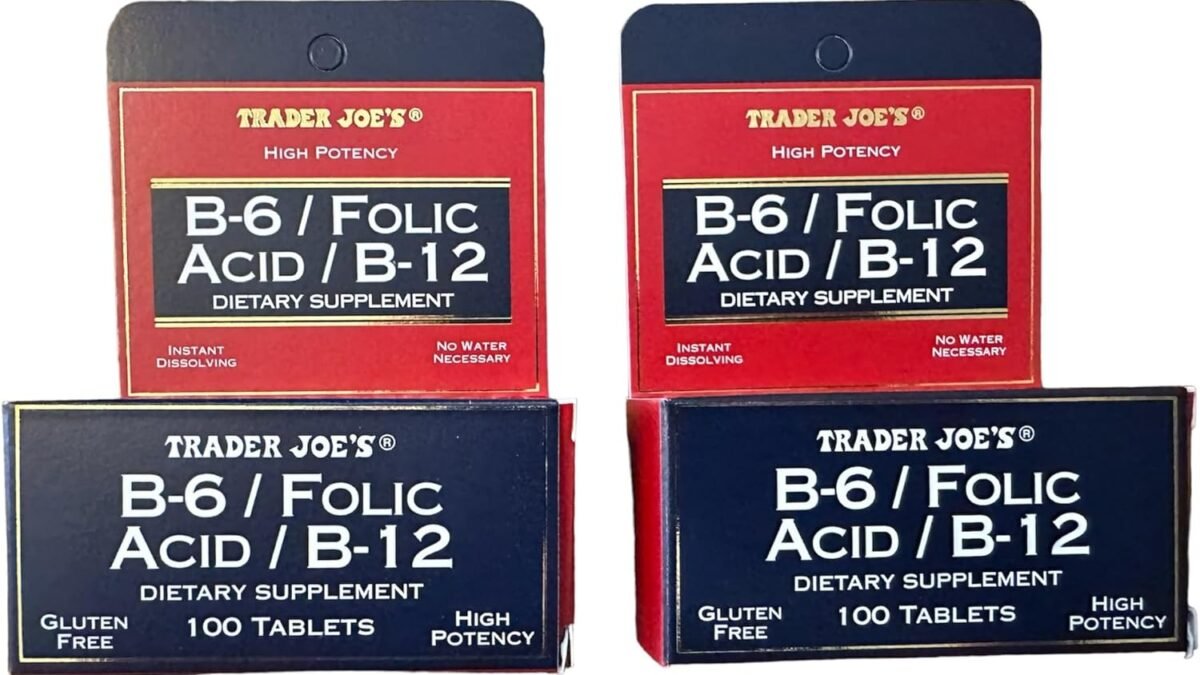 TRADER JOE'S®
HIGH POTENCY
B-6 / FOLIC
ACID / B-12
DIETARY SUPPLEMENT
INSTANT
DISSOLVING
NO WATER
NECESSARY
TRADER JOE'S®
B-6 / FOLIC
ACID / B-12
DIETARY SUPPLEMENT
GLUTEN
FREE
100 TABLETS
HIGH
POTENCY
TRADER JOE'S®
HIGH POTENCY
B-6 / FOLIC
ACID / B-12
DIETARY SUPPLEMENT
INSTANT
DISSOLVING
NO WATER
NECESSARY
TRADER JOE'S®
B-6 / FOLIC
ACID / B-12
DIETARY SUPPLEMENT
GLUTEN
FREE
100 TABLETS
HIGH
POTENCY